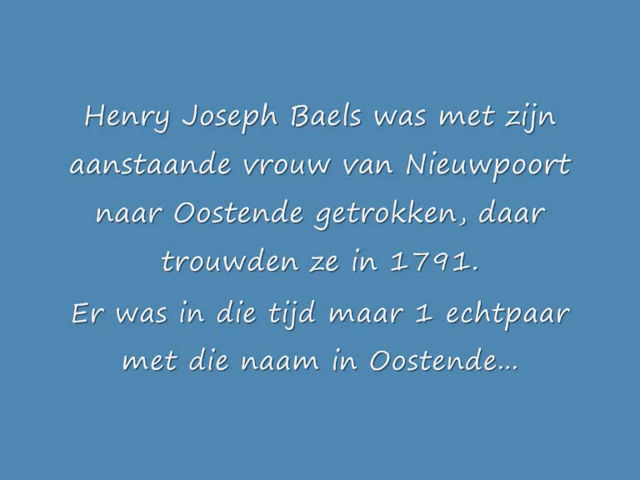 Henry Joseph Baels was met zijn
aanstaande vrouw van Nieuwpoort
naar Oostende getrokken, daar
trouwden ze in 1791.
Er was in die tijd maar 1 echtpaar
met die naam in Oostende...